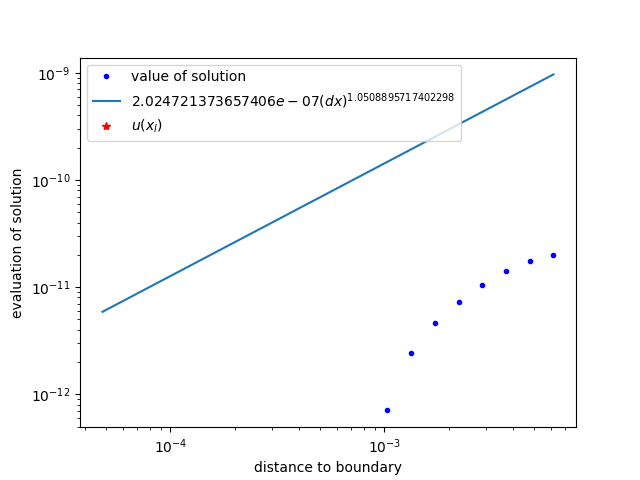 10⁻⁹
10⁻¹⁰
10⁻¹¹
10⁻¹²
evaluation of solution
value of solution
2.024721373657406e − 07(dx)^1.0508895717402298
u(x_l)
10⁻⁴
10⁻³
distance to boundary